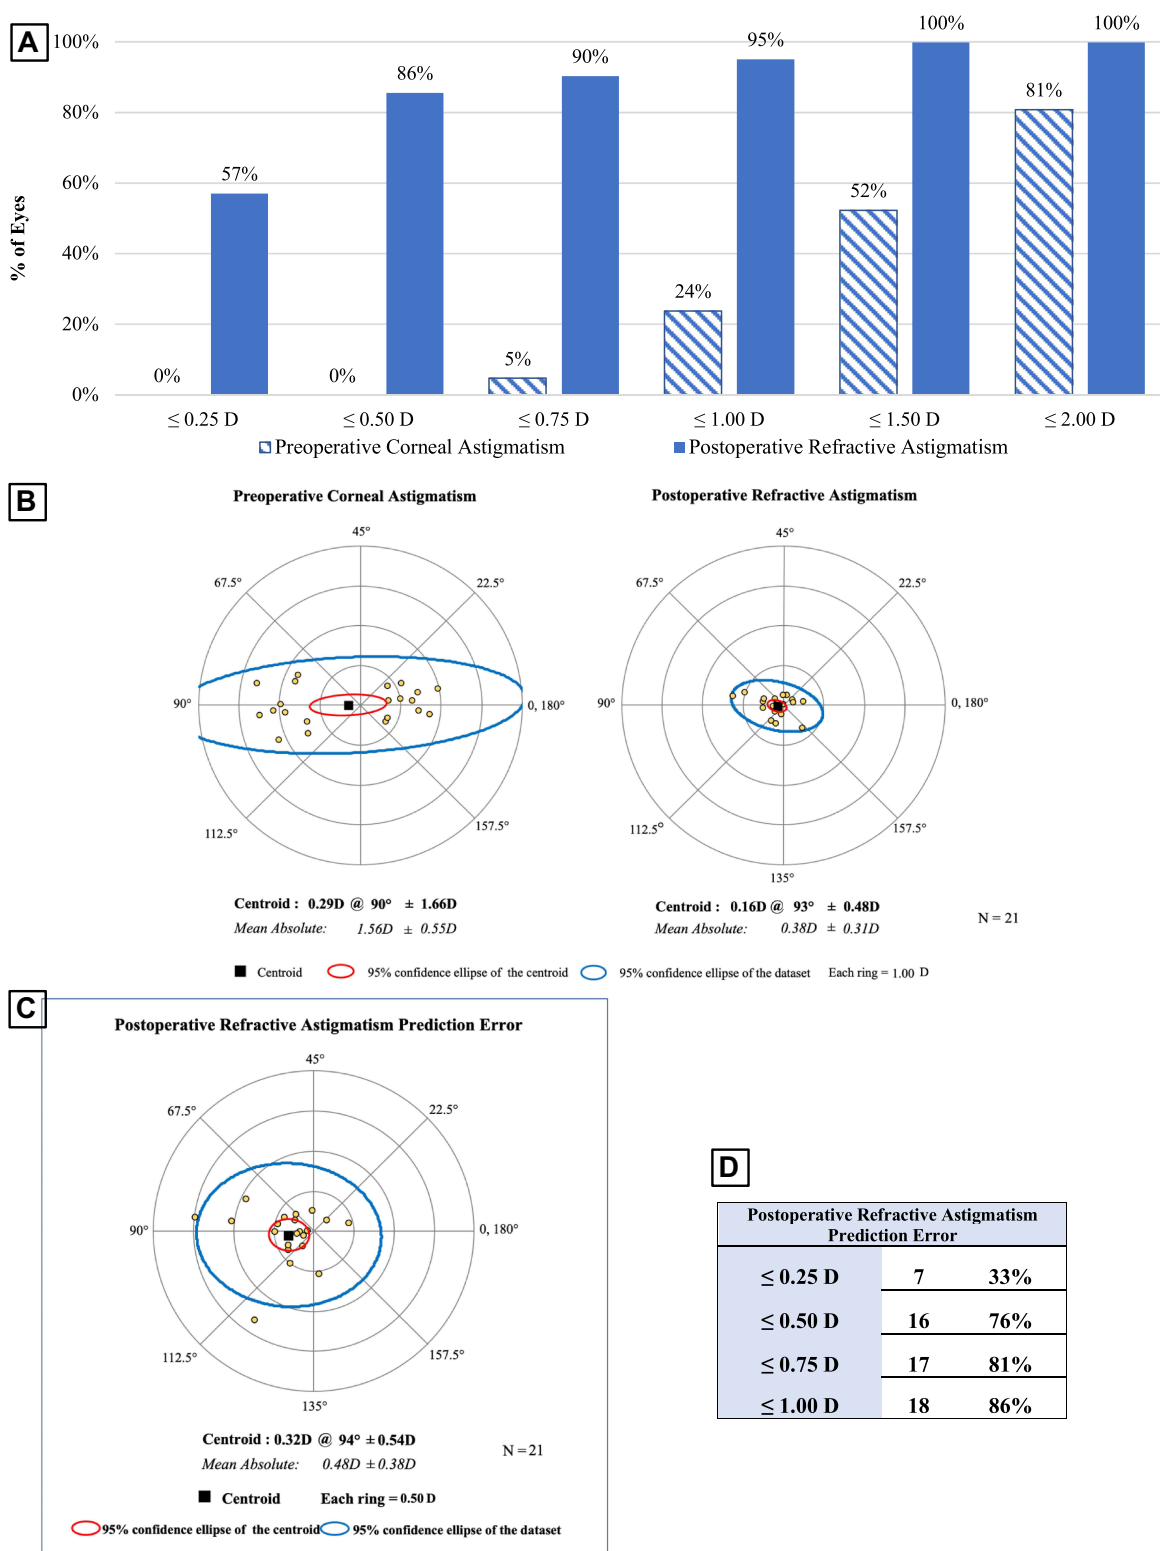 A
100%
80%
60%
40%
20%
0%
% of Eyes
0% 57% 0% 86% 5% 90% 24% 95% 52% 100% 81% 100%
≤ 0.25 D ≤ 0.50 D ≤ 0.75 D ≤ 1.00 D ≤ 1.50 D ≤ 2.00 D
Preoperative Corneal Astigmatism Postoperative Refractive Astigmatism
B
Preoperative Corneal Astigmatism
45°
67.5° 22.5°
90° 0, 180°
112.5° 157.5°
Centroid : 0.29D @ 90° ± 1.66D
Mean Absolute: 1.56D ± 0.55D
Postoperative Refractive Astigmatism
45°
67.5° 22.5°
90° 0, 180°
112.5° 157.5°
135°
Centroid : 0.16D @ 93° ± 0.48D
Mean Absolute: 0.38D ± 0.31D
N = 21
Centroid 95% confidence ellipse of the centroid 95% confidence ellipse of the dataset Each ring = 1.00 D
C
Postoperative Refractive Astigmatism Prediction Error
45°
67.5° 22.5°
90° 0, 180°
112.5° 157.5°
135°
Centroid : 0.32D @ 94° ± 0.54D
Mean Absolute: 0.48D ± 0.38D
N = 21
Centroid Each ring = 0.50 D
95% confidence ellipse of the centroid 95% confidence ellipse of the dataset
D
Postoperative Refractive Astigmatism
Prediction Error
≤ 0.25 D 7 33%
≤ 0.50 D 16 76%
≤ 0.75 D 17 81%
≤ 1.00 D 18 86%